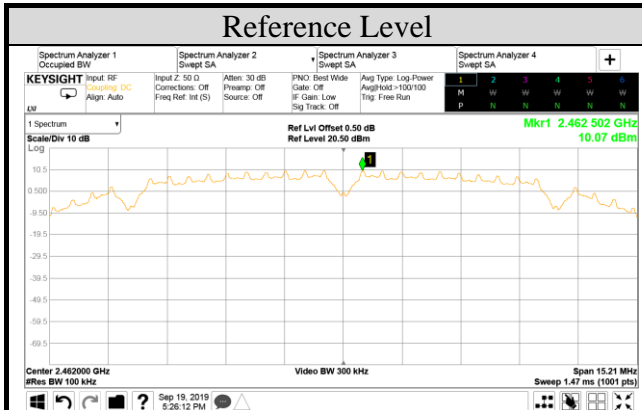 Reference Level
Spectrum Analyzer 1
Occupied BW
Spectrum Analyzer 2
Swept SA
Spectrum Analyzer 3
Swept SA
Spectrum Analyzer 4
Swept SA
KEYSIGHT
Input: RF
Coupling: DC
Align: Auto
Input Z: 50 Ω
Corrections: Off
Freq Ref: Int (S)
Atten: 30 dB
Preamp: Off
Source: Off
PNO: Best Wide
Gate: Off
IF Gain: Low
Sig Track: Off
Avg Type: Log-Power
Avg|Hold:>100/100
Trig: Free Run
1 2 3 4 5 6
M W W W W W
P N N N N N
LXI
1 Spectrum
Scale/Div 10 dB
Ref Lvl Offset 0.50 dB
Ref Level 20.50 dBm
Mkr1 2.462 502 GHz
10.07 dBm
Log
1
10.5
0.500
-9.50
-19.5
-29.5
-39.5
-49.5
-59.5
-69.5
Center 2.462000 GHz
#Res BW 100 kHz
Video BW 300 kHz
Span 15.21 MHz
Sweep 1.47 ms (1001 pts)
?
Sep 19, 2019
5:26:12 PM